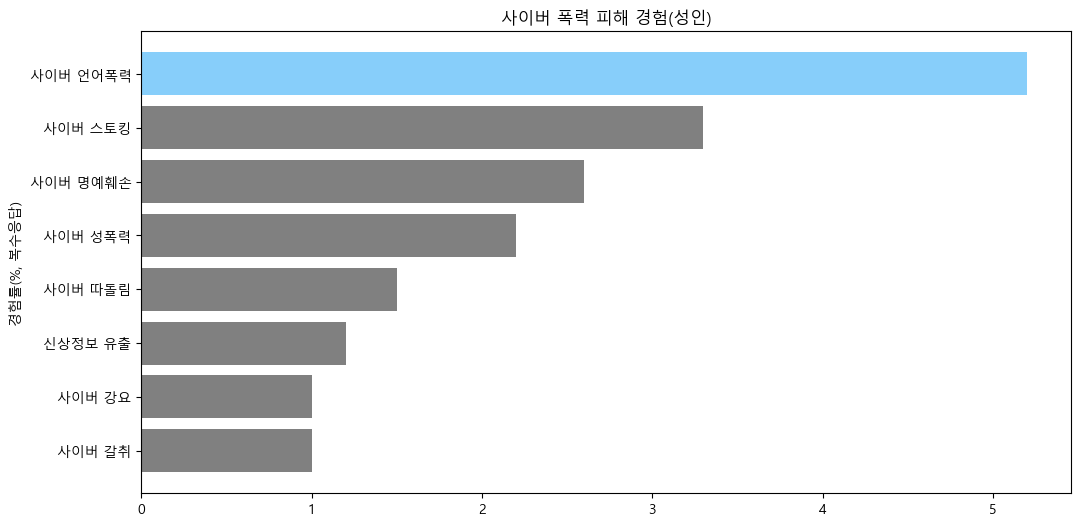 사이버 폭력 피해 경험(성인)
경험률(%, 복수응답)
사이버 언어폭력
사이버 스토킹
사이버 명예훼손
사이버 성폭력
사이버 따돌림
신상정보 유출
사이버 강요
사이버 갈취
0 1 2 3 4 5